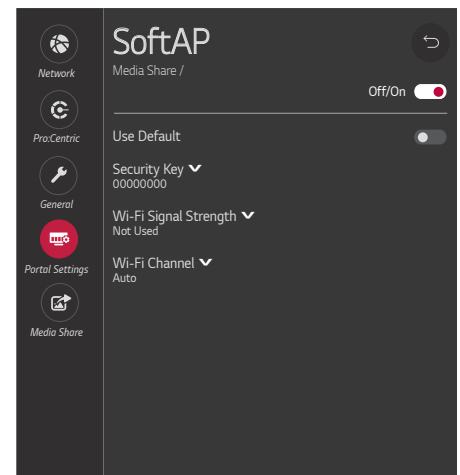 SoftAP
Media Share /
Off/On
Use Default
Security Key
00000000
Wi-Fi Signal Strength
Not Used
Wi-Fi Channel
Auto
Network
Pro:Centric
General
Portal Settings
Media Share